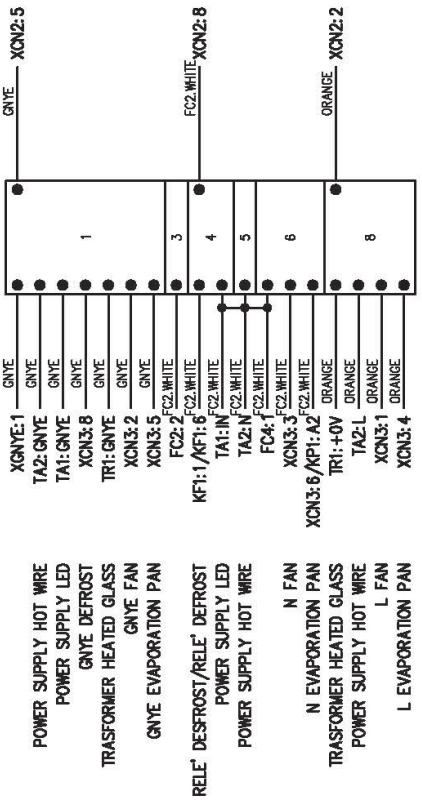 XGNYE:1 GNYE GNYE XCN2:5
POWER SUPPLY HOT WIRE TA2:GNYE GNYE
POWER SUPPLY LED TA1:GNYE GNYE
GNYE DEFROST XCN3:8 GNYE 1
TRASFORMER HEATED GLASS TR1:GNYE GNYE
GNYE FAN XCN3:2 GNYE
GNYE EVAPORATION PAN XCN3:5 GNYE
FC2:2 FC2.WHITE 3
RELE' DESFROST/RELE' DEFROST KF1:1/KF1:6 FC2.WHITE FC2.WHITE XCN2:8
POWER SUPPLY LED TA1:IN FC2.WHITE 4
POWER SUPPLY HOT WIRE TA2:N FC2.WHITE 5
FC4:1 FC2.WHITE
N FAN XCN3:3 FC2.WHITE 6
N EVAPORATION PAN XCN3:6/KP1:A2 FC2.WHITE
TRASFORMER HEATED GLASS TR1:+0V ORANGE ORANGE XCN2:2
POWER SUPPLY HOT WIRE TA2:L ORANGE
L FAN XCN3:1 ORANGE 8
L EVAPORATION PAN XCN3:4 ORANGE